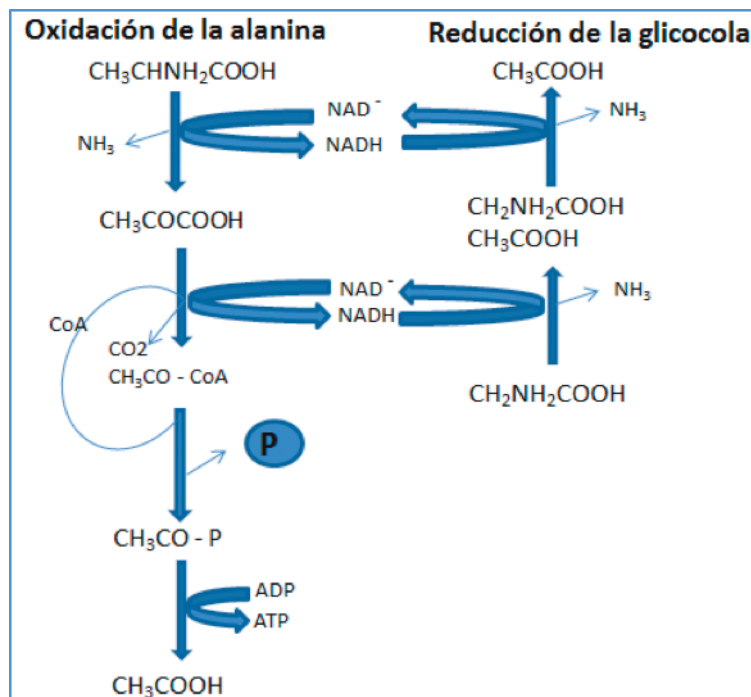 Oxidación de la alanina
CH₃CHNH₂COOH
NH₃
CH₃COCOOH
CoA
CO2
CH₃CO - CoA
P
CH₃CO - P
ADP
ATP
CH₃COOH
NAD⁻
NADH
NAD⁻
NADH
Reducción de la glicocola
CH₃COOH
NH₃
CH₂NH₂COOH
CH₃COOH
NH₃
CH₂NH₂COOH